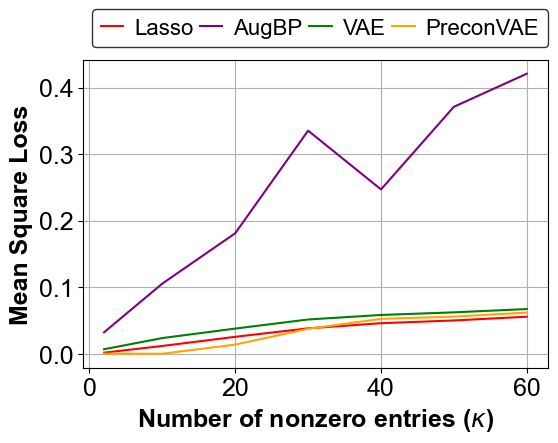 Lasso AugBP VAE PreconVAE
0.4
0.3
0.2
0.1
0.0
Mean Square Loss
0 20 40 60
Number of nonzero entries (κ)